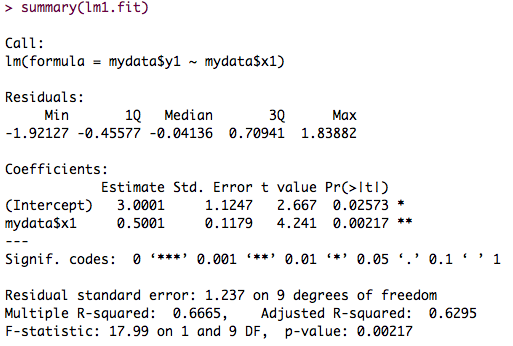 > summary(lm1.fit)
Call:
lm(formula = mydata$y1 ~ mydata$x1)
Residuals:
Min 1Q Median 3Q Max
-1.92127 -0.45577 -0.04136 0.70941 1.83882
Coefficients:
Estimate Std. Error t value Pr(>|t|)
(Intercept) 3.0001 1.1247 2.667 0.02573 *
mydata$x1 0.5001 0.1179 4.241 0.00217 **
---
Signif. codes: 0 ‘***’ 0.001 ‘**’ 0.01 ‘*’ 0.05 ‘.’ 0.1 ‘ ’ 1
Residual standard error: 1.237 on 9 degrees of freedom
Multiple R-squared: 0.6665, Adjusted R-squared: 0.6295
F-statistic: 17.99 on 1 and 9 DF, p-value: 0.00217